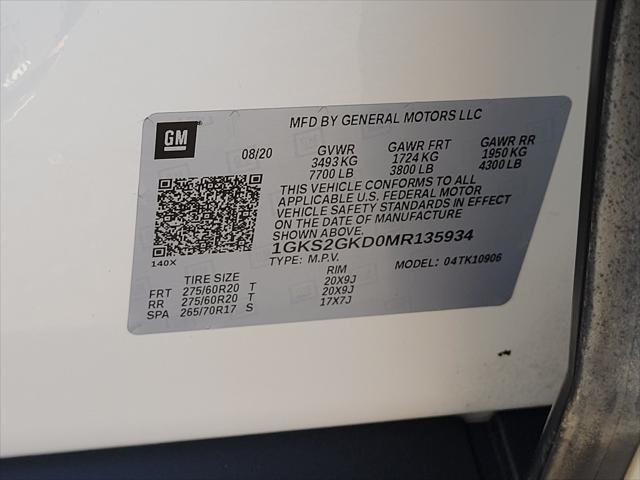 MFD BY GENERAL MOTORS LLC
GM
08/20 GVWR GAWR FRT GAWR RR
3493 KG 1724 KG 1950 KG
7700 LB 3800 LB 4300 LB
THIS VEHICLE CONFORMS TO ALL
APPLICABLE U.S. FEDERAL MOTOR
VEHICLE SAFETY STANDARDS IN EFFECT
ON THE DATE OF MANUFACTURE
SHOWN ABOVE.
1GKS2GKD0MR135934
140X
TYPE: M.P.V. MODEL: 04TK10906
TIRE SIZE RIM
FRT 275/60R20 T 20X9J
RR 275/60R20 T 20X9J
SPA 265/70R17 S 17X7J